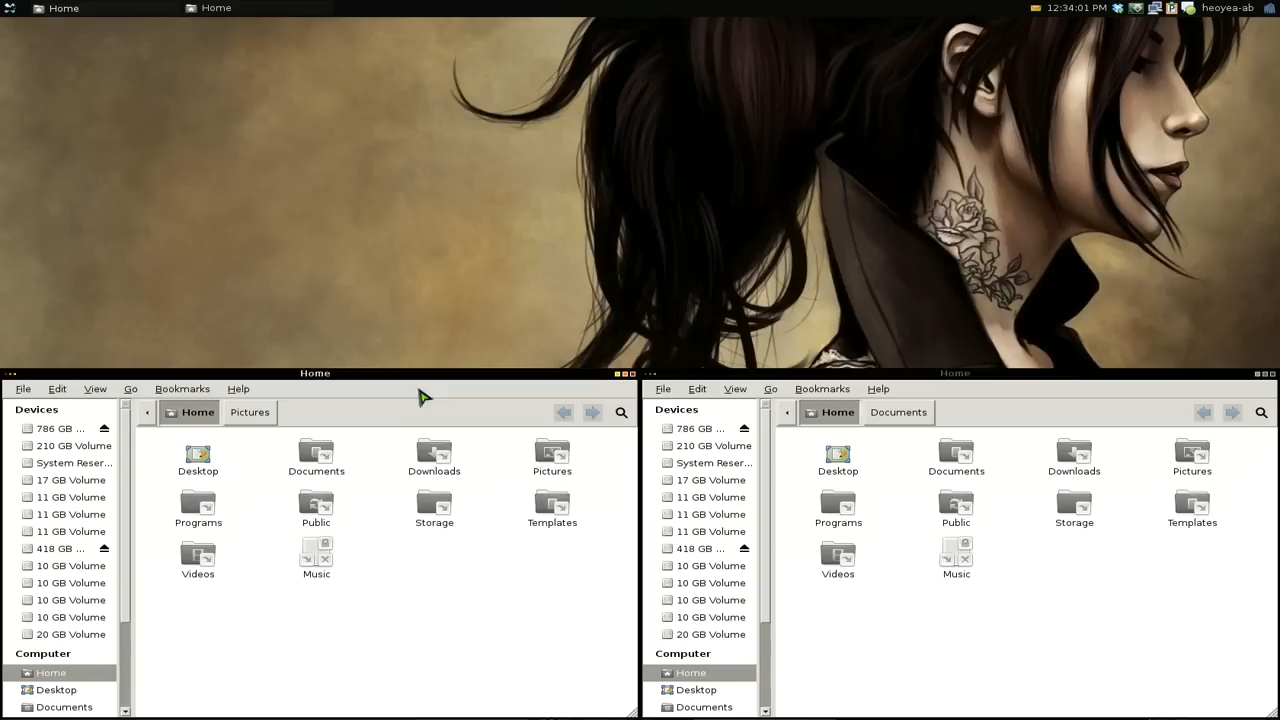 Home
Home
12:34:01 PM
heoyea-ab
Home
File Edit View Go Bookmarks Help
Devices
786 GB ...
210 GB Volume
System Reser...
17 GB Volume
11 GB Volume
11 GB Volume
11 GB Volume
418 GB ...
10 GB Volume
10 GB Volume
10 GB Volume
10 GB Volume
20 GB Volume
Computer
Home
Desktop
Documents
Home Pictures
Desktop Documents Downloads Pictures
Programs Public Storage Templates
Videos Music
Home
File Edit View Go Bookmarks Help
Devices
786 GB ...
210 GB Volume
System Reser...
17 GB Volume
11 GB Volume
11 GB Volume
11 GB Volume
418 GB ...
10 GB Volume
10 GB Volume
10 GB Volume
10 GB Volume
20 GB Volume
Computer
Home
Desktop
Documents
Home Documents
Desktop Documents Downloads Pictures
Programs Public Storage Templates
Videos Music